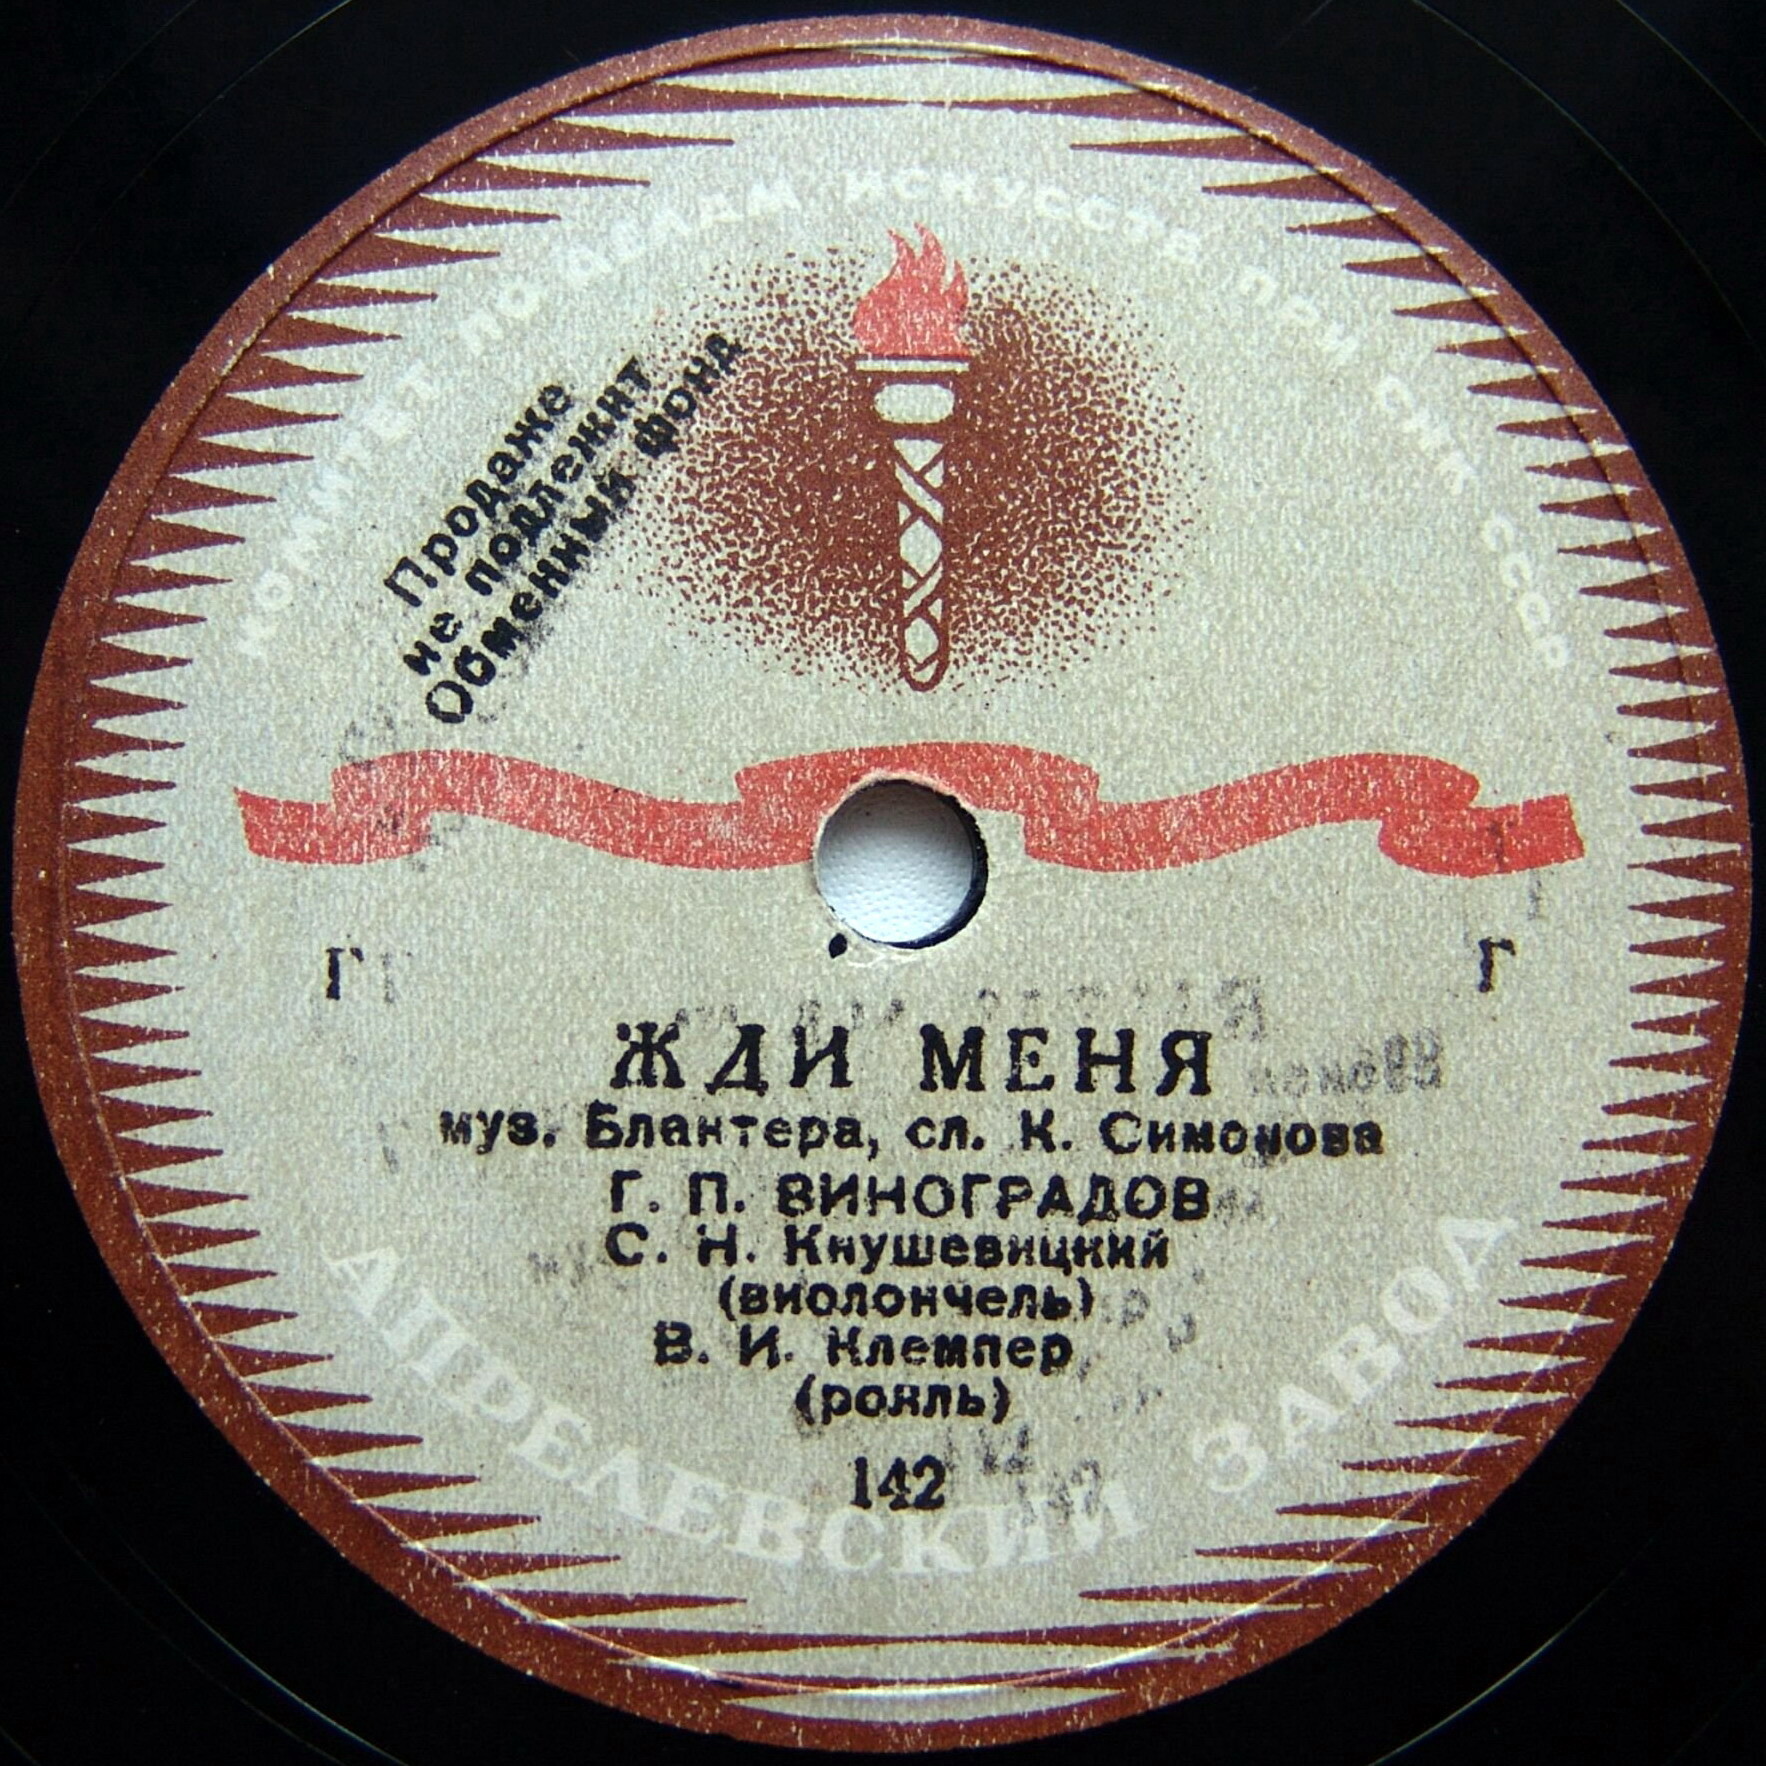 КОМИТЕТ ПО ДЕЛАМ ИСКУССТВ ПРИ СНК СССР
Продаже
не подлежит
Обменный фонд
Г Г
ЖДИ МЕНЯ
муз. Блантера, сл. К. Симонова
Г. П. ВИНОГРАДОВ
С. Н. Кнушевицкий
(виолончель)
В. И. Клемпер
(рояль)
142
АПРЕЛЕВСКИЙ ЗАВОД